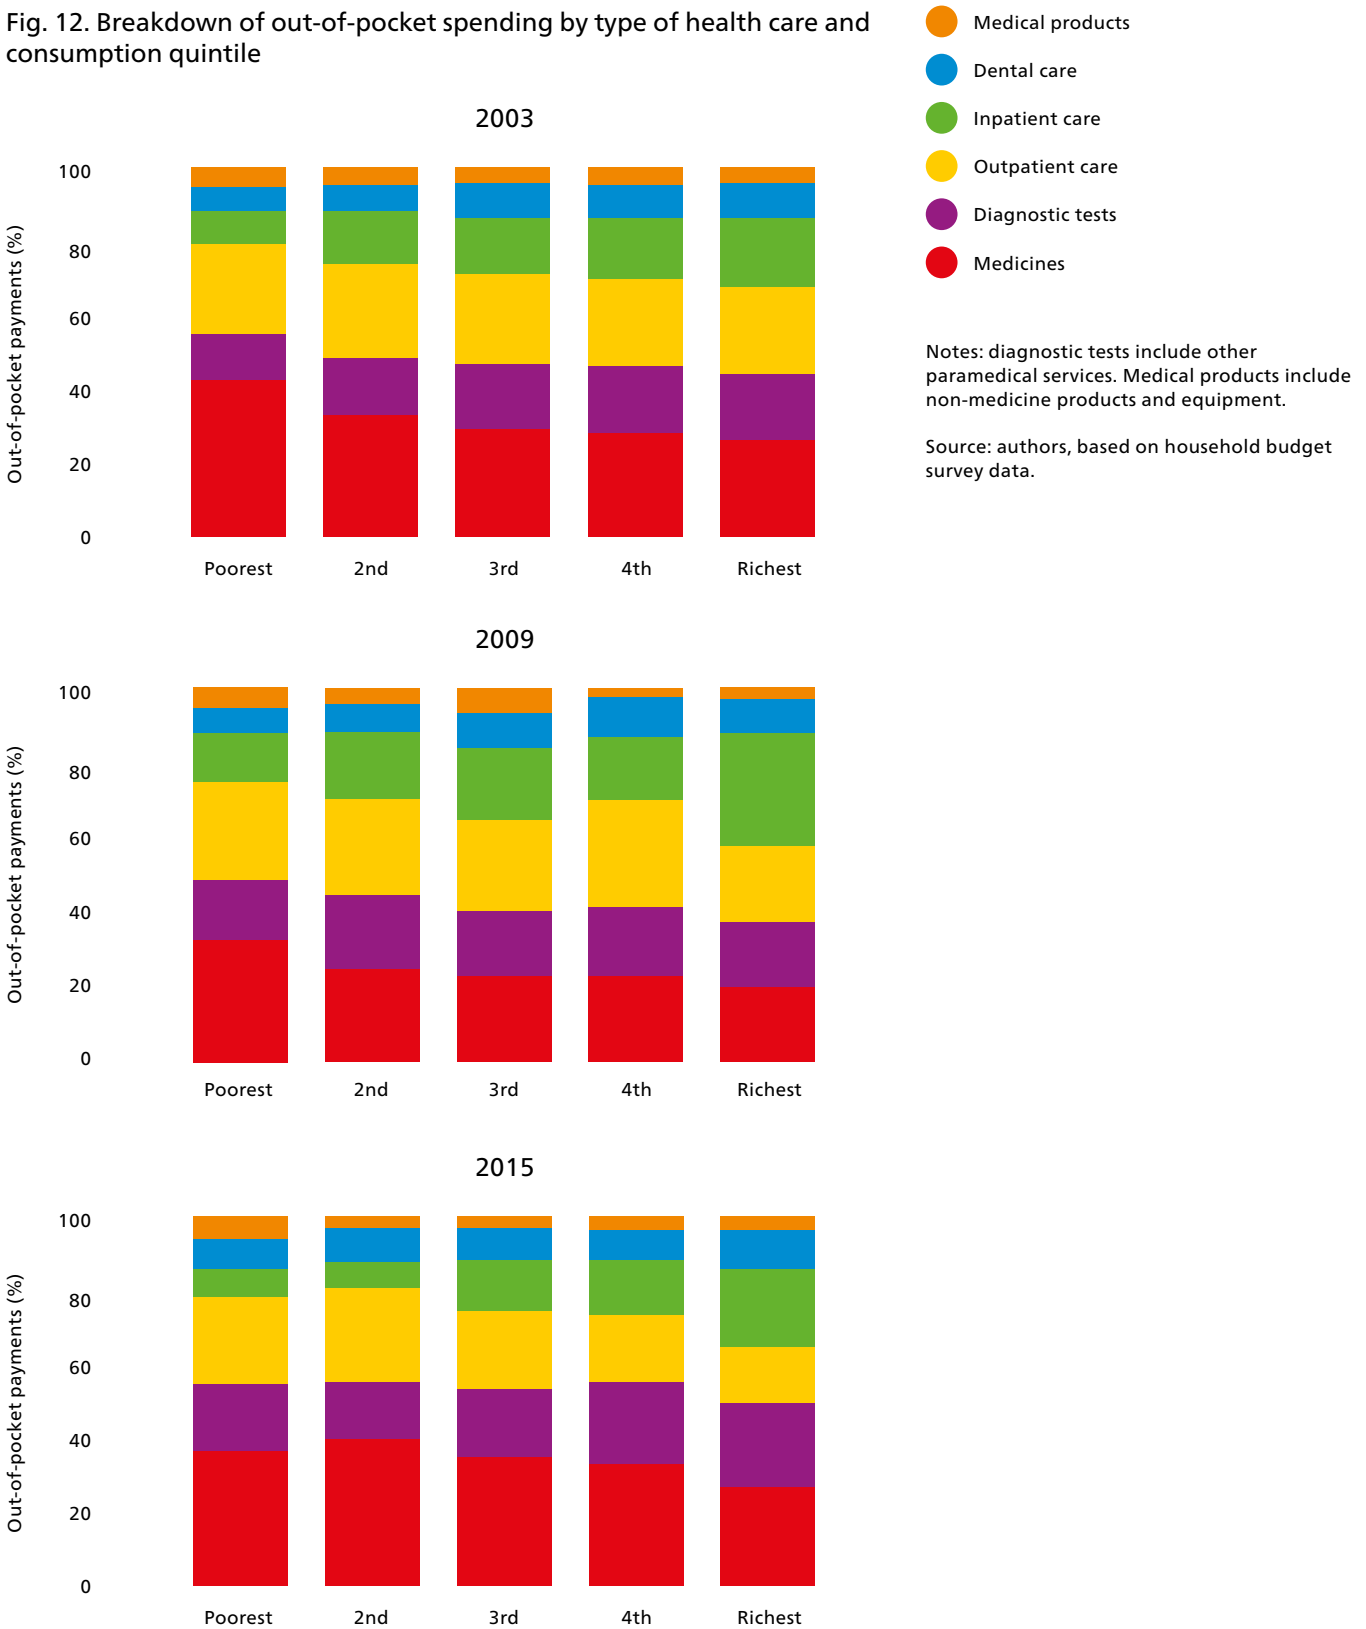 Fig. 12. Breakdown of out-of-pocket spending by type of health care and
consumption quintile
Medical products
Dental care
Inpatient care
Outpatient care
Diagnostic tests
Medicines
Notes: diagnostic tests include other
paramedical services. Medical products include
non-medicine products and equipment.
Source: authors, based on household budget
survey data.
2003
Out-of-pocket payments (%)
100
80
60
40
20
0
Poorest 2nd 3rd 4th Richest
2009
Out-of-pocket payments (%)
100
80
60
40
20
0
Poorest 2nd 3rd 4th Richest
2015
Out-of-pocket payments (%)
100
80
60
40
20
0
Poorest 2nd 3rd 4th Richest